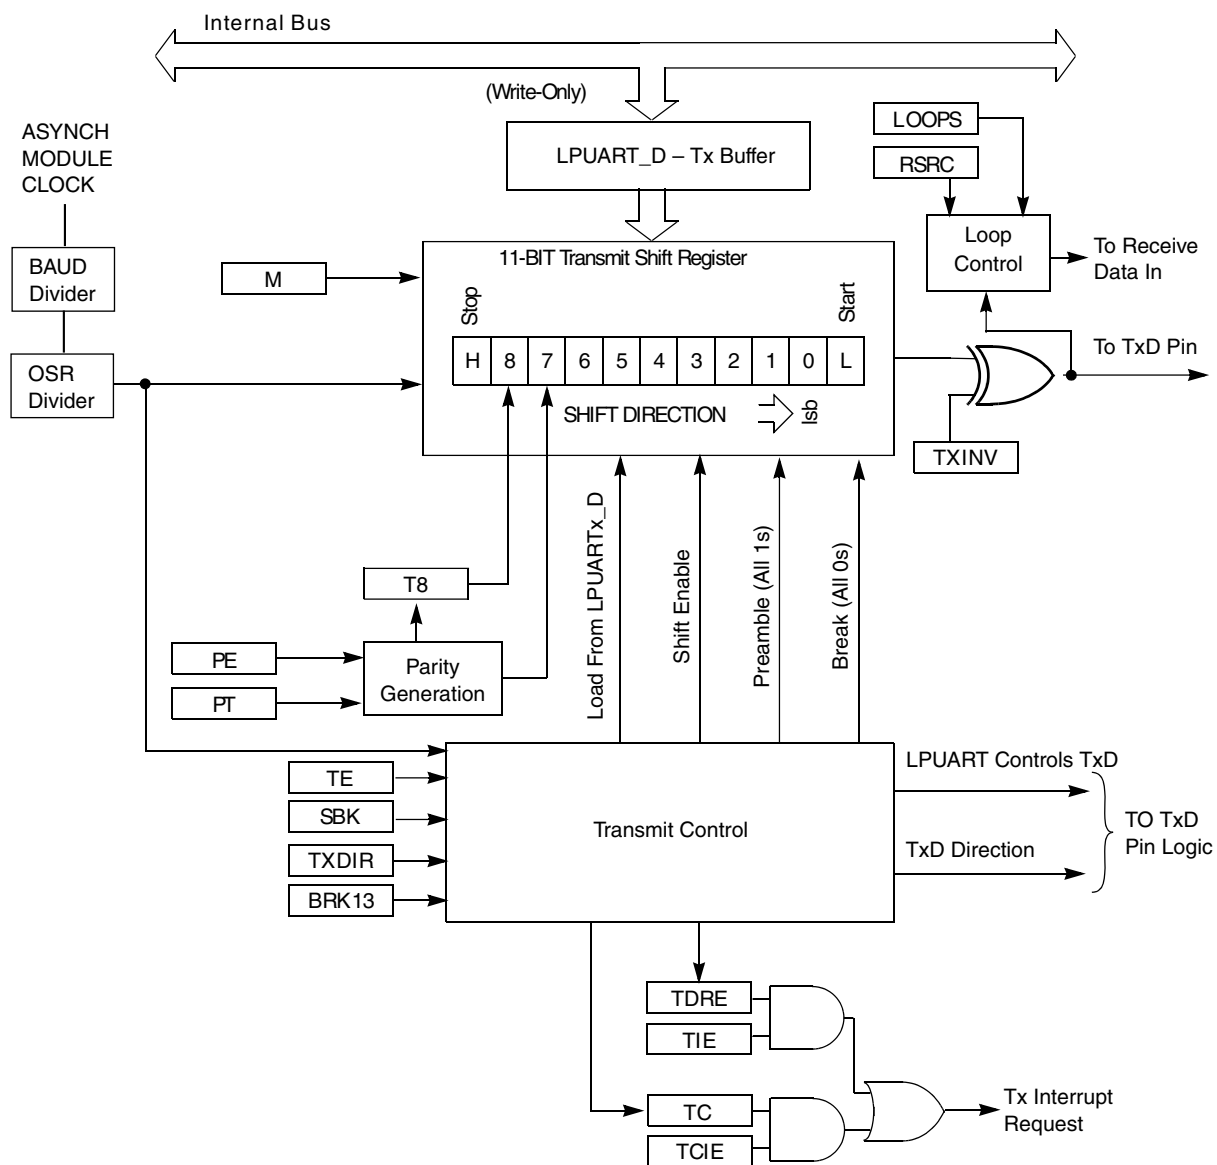 Internal Bus
(Write-Only)
LPUART_D – Tx Buffer
ASYNCH
MODULE
CLOCK
BAUD
Divider
OSR
Divider
M
11-BIT Transmit Shift Register
Stop
Start
H 8 7 6 5 4 3 2 1 0 L
SHIFT DIRECTION
lsb
LOOPS
RSRC
Loop
Control
To Receive
Data In
To TxD Pin
TXINV
T8
PE
PT
Parity
Generation
Load From LPUARTx_D
Shift Enable
Preamble (All 1s)
Break (All 0s)
TE
SBK
TXDIR
BRK13
Transmit Control
LPUART Controls TxD
TxD Direction
TO TxD
Pin Logic
TDRE
TIE
TC
TCIE
Tx Interrupt
Request